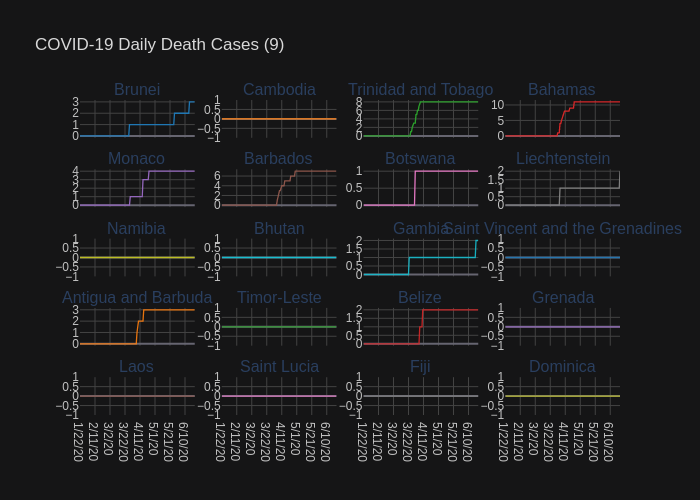 COVID-19 Daily Death Cases (9)
Brunei Cambodia Trinidad and Tobago Bahamas
3 2 1 0
1 0.5 0 −0.5 −1
8 6 4 2 0
10 5 0
Monaco Barbados Botswana Liechtenstein
4 3 2 1 0
6 4 2 0
1 0.5 0
2 1.5 1 0.5 0
Namibia Bhutan Gambia Saint Vincent and the Grenadines
1 0.5 0 −0.5 −1
1 0.5 0 −0.5 −1
2 1.5 1 0.5 0
1 0.5 0 −0.5 −1
Antigua and Barbuda Timor-Leste Belize Grenada
3 2 1 0
1 0.5 0 −0.5 −1
2 1.5 1 0.5 0
1 0.5 0 −0.5 −1
Laos Saint Lucia Fiji Dominica
1 0.5 0 −0.5 −1
1 0.5 0 −0.5 −1
1 0.5 0 −0.5 −1
1 0.5 0 −0.5 −1
1/22/20 2/11/20 3/2/20 3/22/20 4/11/20 5/1/20 5/21/20 6/10/20
1/22/20 2/11/20 3/2/20 3/22/20 4/11/20 5/1/20 5/21/20 6/10/20
1/22/20 2/11/20 3/2/20 3/22/20 4/11/20 5/1/20 5/21/20 6/10/20
1/22/20 2/11/20 3/2/20 3/22/20 4/11/20 5/1/20 5/21/20 6/10/20